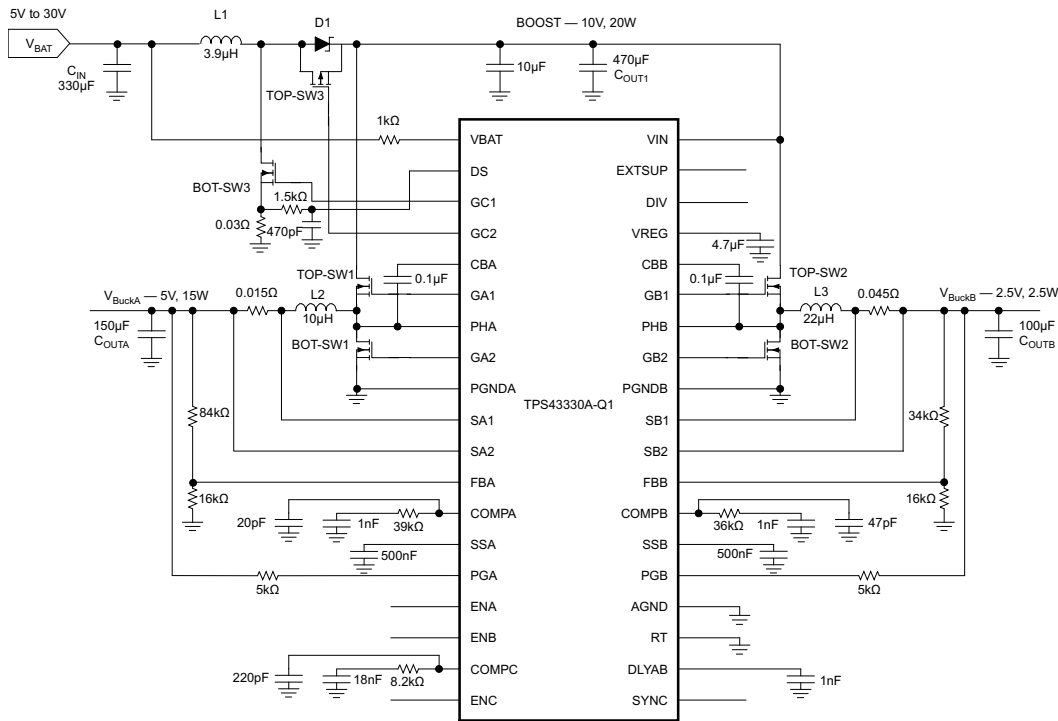 5V to 30V
L1
D1
BOOST — 10V, 20W
VBAT
3.9µH
CIN
330µF
10µF
470µF
COUT1
TOP-SW3
1kΩ
VBAT
VIN
DS
EXTSUP
BOT-SW3
1.5kΩ
GC1
DIV
0.03Ω
470pF
GC2
VREG
4.7µF
CBA
CBB
TOP-SW1
0.1µF
0.1µF
TOP-SW2
VBuckA — 5V, 15W
0.015Ω
L2
GA1
GB1
L3
0.045Ω
VBuckB — 2.5V, 2.5W
150µF
COUTA
10µH
PHA
PHB
22µH
100µF
COUTB
BOT-SW1
GA2
GB2
BOT-SW2
PGNDA
PGNDB
TPS43330A-Q1
84kΩ
SA1
SB1
34kΩ
SA2
SB2
FBA
FBB
16kΩ
16kΩ
20pF
1nF
39kΩ
COMPA
COMPB
36kΩ
1nF
47pF
500nF
SSA
SSB
500nF
PGA
PGB
5kΩ
5kΩ
ENA
AGND
ENB
RT
220pF
18nF
8.2kΩ
COMPC
DLYAB
1nF
ENC
SYNC